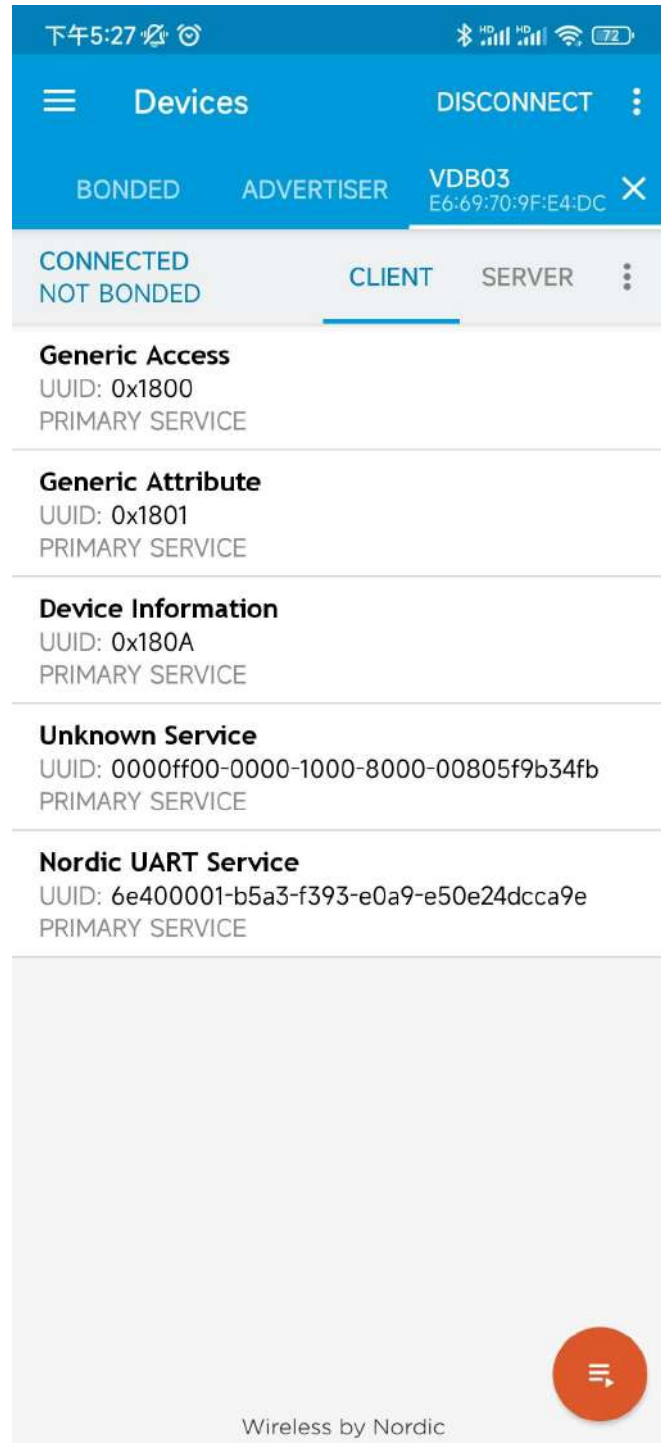 下午5:27
72
Devices
DISCONNECT
BONDED
ADVERTISER
VDB03
E6:69:70:9F:E4:DC
CONNECTED
NOT BONDED
CLIENT
SERVER
Generic Access
UUID: 0x1800
PRIMARY SERVICE
Generic Attribute
UUID: 0x1801
PRIMARY SERVICE
Device Information
UUID: 0x180A
PRIMARY SERVICE
Unknown Service
UUID: 0000ff00-0000-1000-8000-00805f9b34fb
PRIMARY SERVICE
Nordic UART Service
UUID: 6e400001-b5a3-f393-e0a9-e50e24dcca9e
PRIMARY SERVICE
Wireless by Nordic